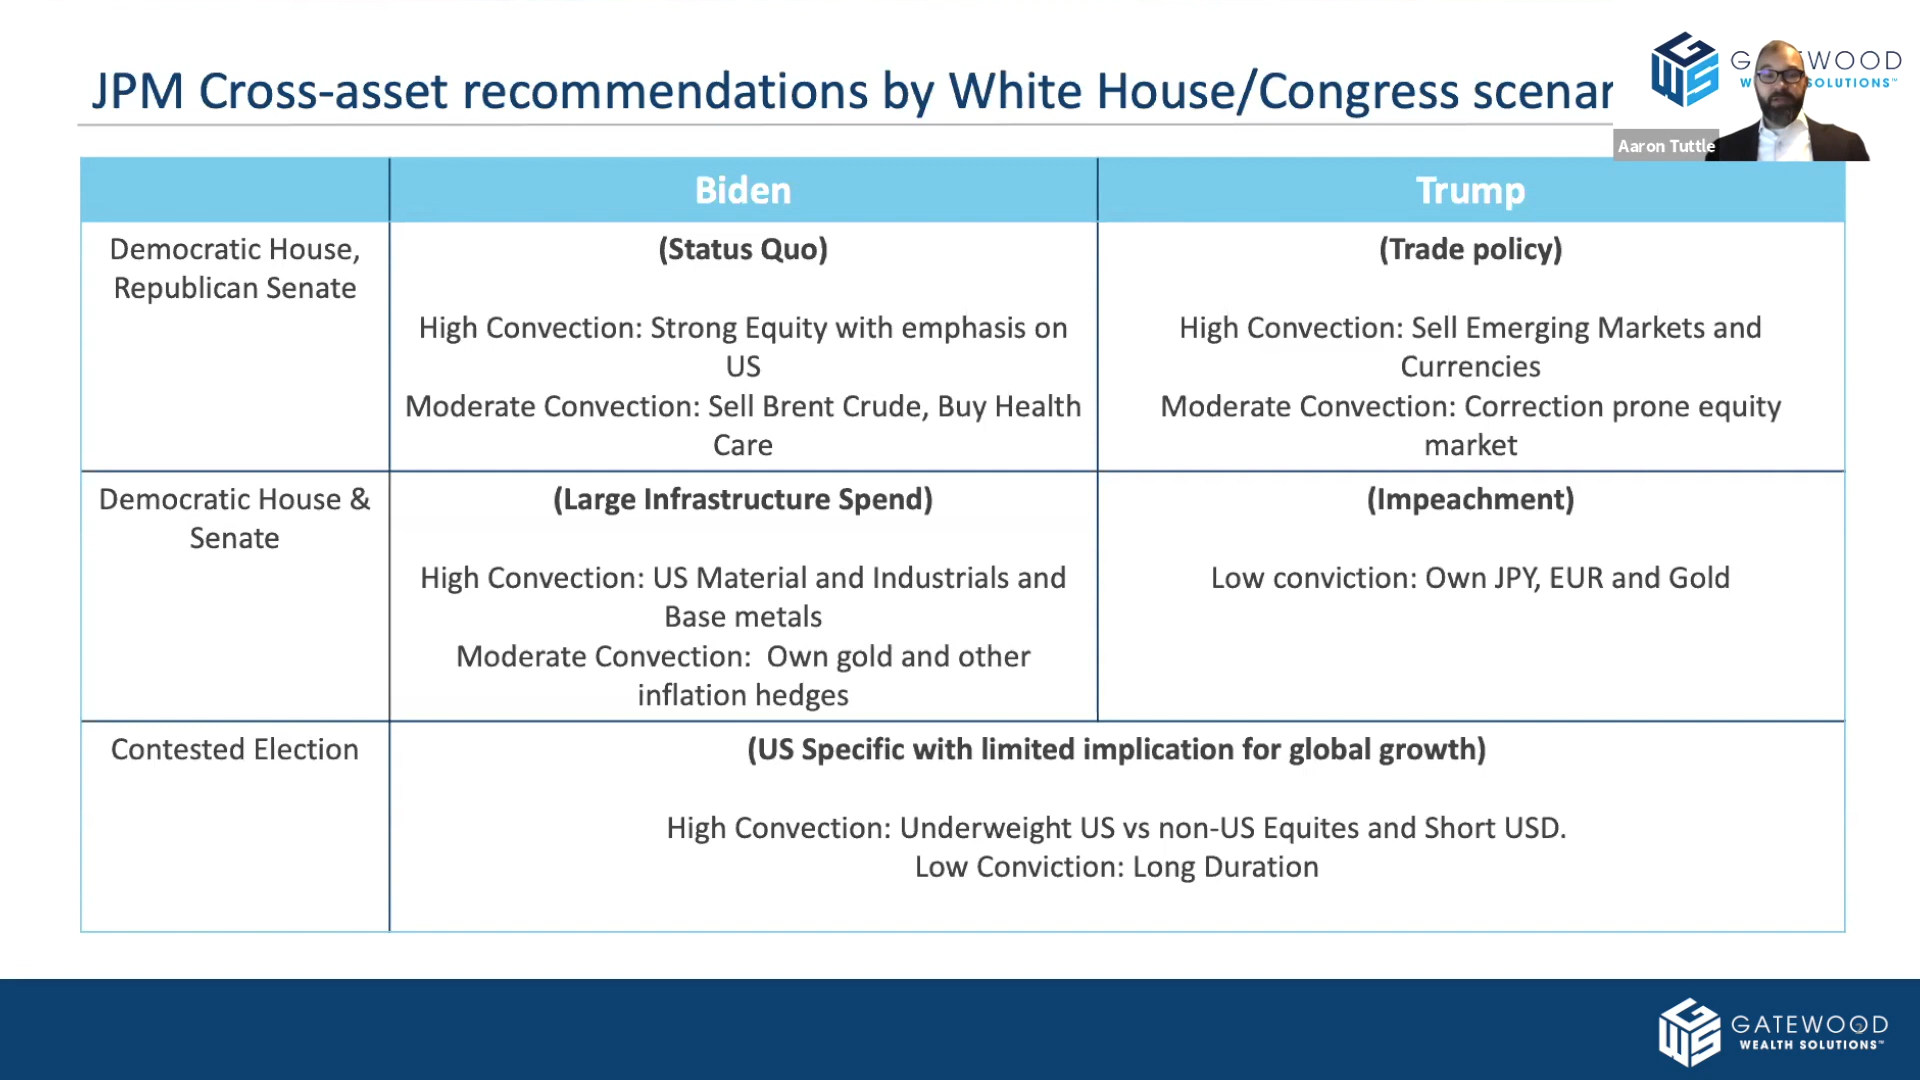 JPM Cross-asset recommendations by White House/Congress scenar
Aaron Tuttle
SOLUTIONS™
Biden
Trump
Democratic House,
Republican Senate
(Status Quo)
High Convection: Strong Equity with emphasis on
US
Moderate Convection: Sell Brent Crude, Buy Health
Care
(Trade policy)
High Convection: Sell Emerging Markets and
Currencies
Moderate Convection: Correction prone equity
market
Democratic House &
Senate
(Large Infrastructure Spend)
High Convection: US Material and Industrials and
Base metals
Moderate Convection:  Own gold and other
inflation hedges
(Impeachment)
Low conviction: Own JPY, EUR and Gold
Contested Election
(US Specific with limited implication for global growth)
High Convection: Underweight US vs non-US Equites and Short USD.
Low Conviction: Long Duration
GATEWOOD
WEALTH SOLUTIONS™